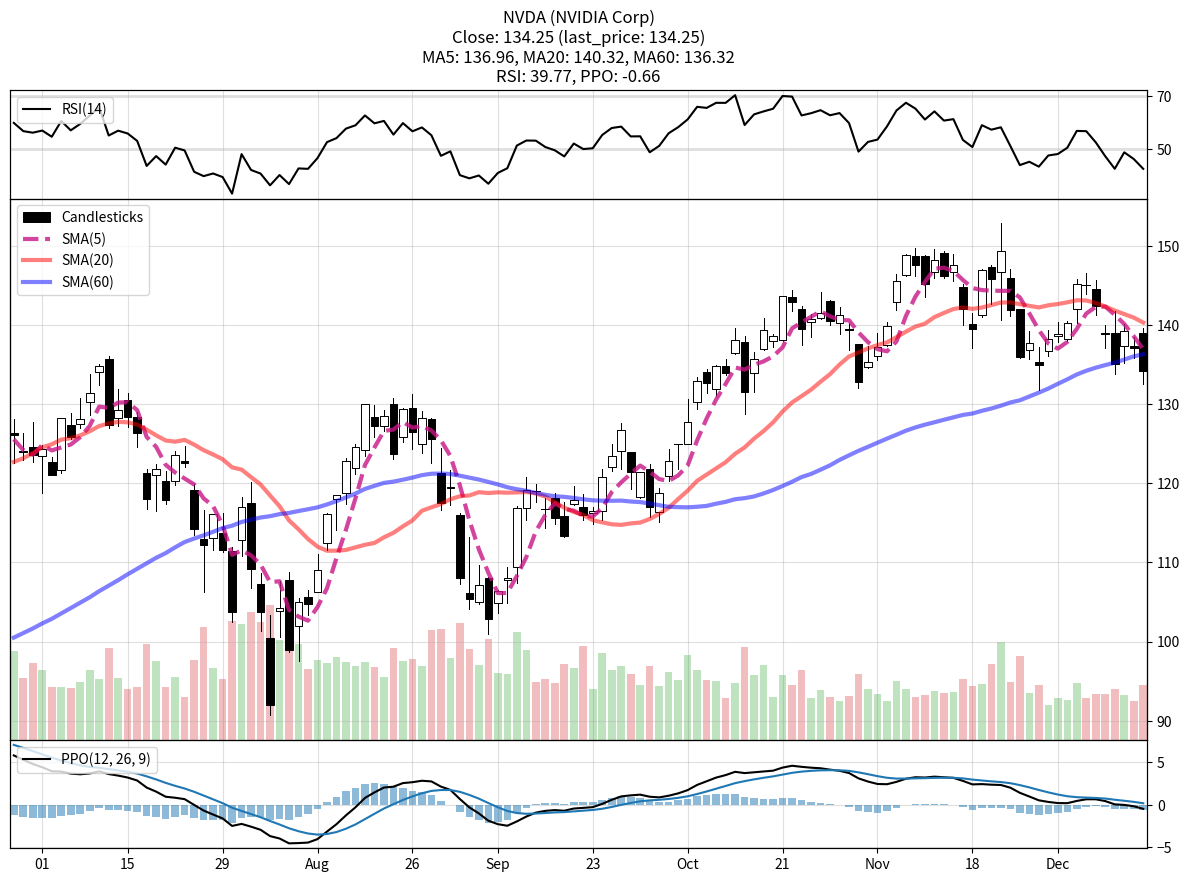 NVDA (NVIDIA Corp)
Close: 134.25 (last_price: 134.25)
MA5: 136.96, MA20: 140.32, MA60: 136.32
RSI: 39.77, PPO: -0.66
RSI(14)
70
50
Candlesticks
SMA(5)
SMA(20)
SMA(60)
150
140
130
120
110
100
90
PPO(12, 26, 9)
5
0
−5
01 15 29 Aug 26 Sep 23 Oct 21 Nov 18 Dec